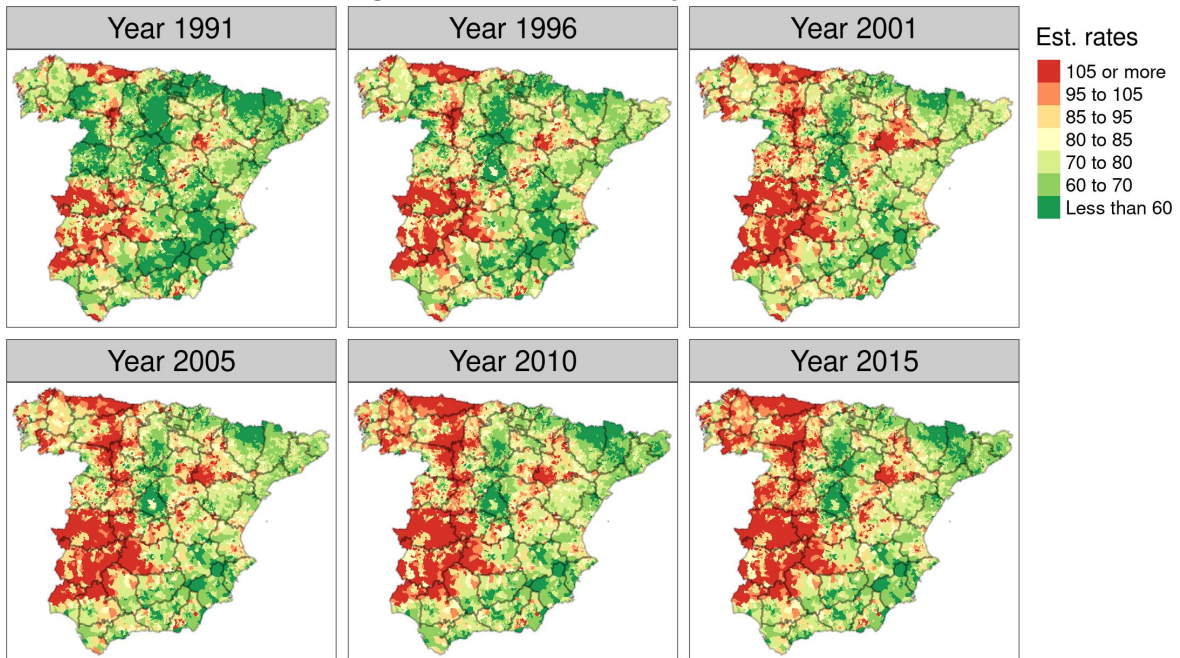 Year 1991
Year 1996
Year 2001
Est. rates
105 or more
95 to 105
85 to 95
80 to 85
70 to 80
60 to 70
Less than 60
Year 2005
Year 2010
Year 2015